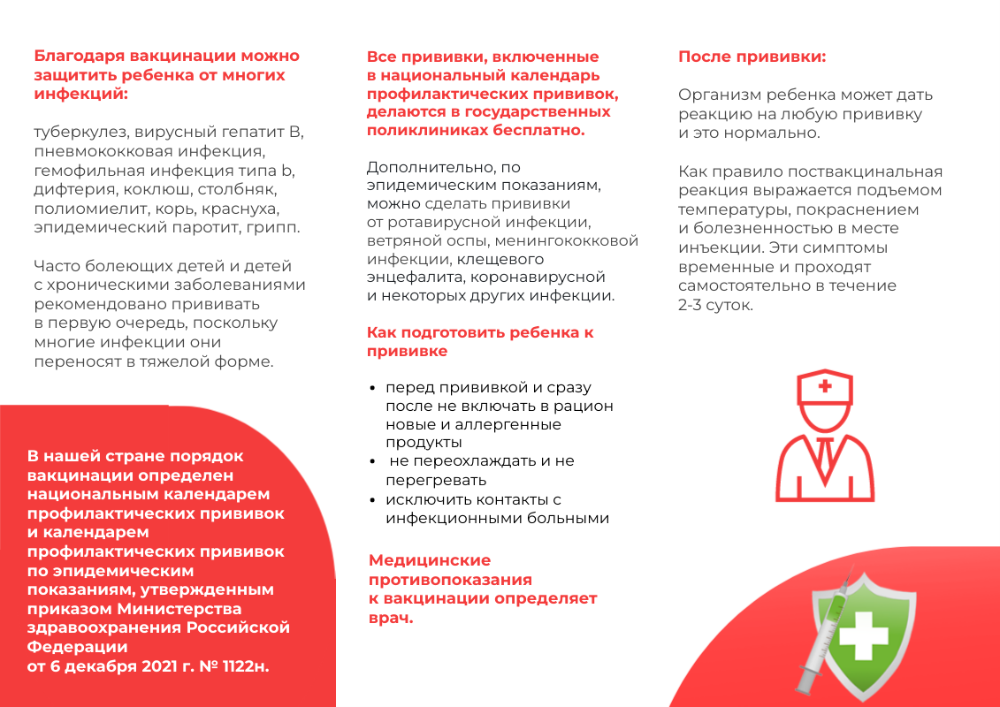 Благодаря вакцинации можно
защитить ребенка от многих
инфекций:
туберкулез, вирусный гепатит B,
пневмококковая инфекция,
гемофильная инфекция типа b,
дифтерия, коклюш, столбняк,
полиомиелит, корь, краснуха,
эпидемический паротит, грипп.
Часто болеющих детей и детей
с хроническими заболеваниями
рекомендовано прививать
в первую очередь, поскольку
многие инфекции они
переносят в тяжелой форме.
В нашей стране порядок
вакцинации определен
национальным календарем
профилактических прививок
и календарем
профилактических прививок
по эпидемическим
показаниям, утвержденным
приказом Министерства
здравоохранения Российской
Федерации
от 6 декабря 2021 г. № 1122н.
Все прививки, включенные
в национальный календарь
профилактических прививок,
делаются в государственных
поликлиниках бесплатно.
Дополнительно, по
эпидемическим показаниям,
можно сделать прививки
от ротавирусной инфекции,
ветряной оспы, менингококковой
инфекции, клещевого
энцефалита, коронавирусной
и некоторых других инфекции.
Как подготовить ребенка к
прививке
• перед прививкой и сразу
после не включать в рацион
новые и аллергенные
продукты
• не переохлаждать и не
перегревать
• исключить контакты с
инфекционными больными
Медицинские
противопоказания
к вакцинации определяет
врач.
После прививки:
Организм ребенка может дать
реакцию на любую прививку
и это нормально.
Как правило поствакцинальная
реакция выражается подъемом
температуры, покраснением
и болезненностью в месте
инъекции. Эти симптомы
временные и проходят
самостоятельно в течение
2-3 суток.